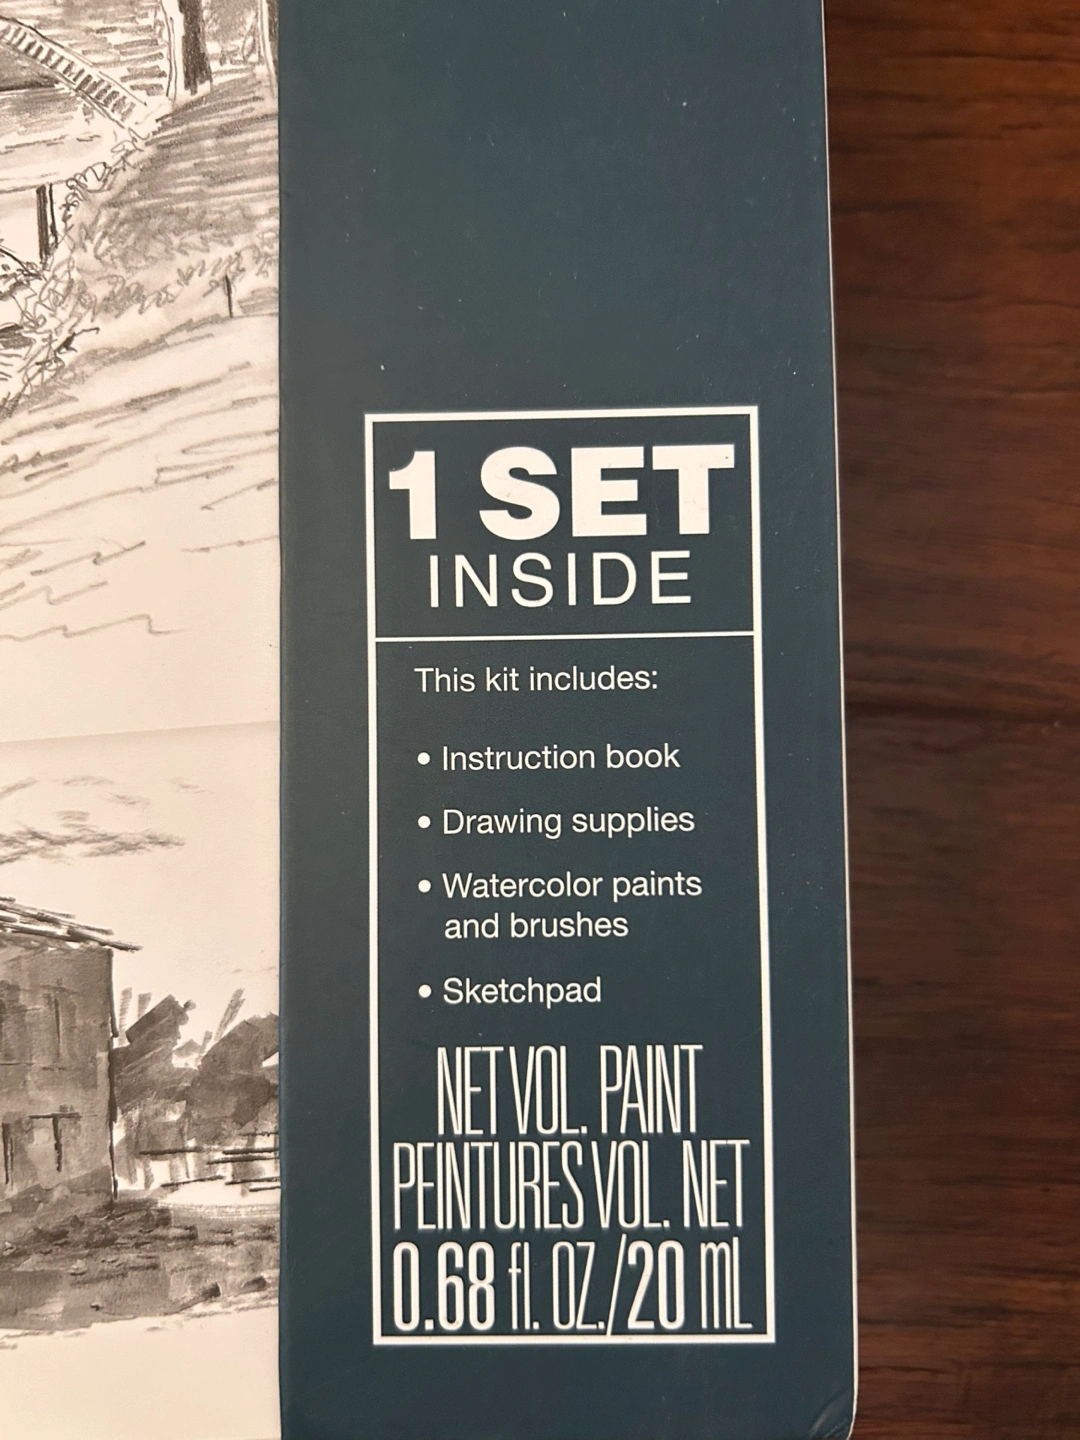 1 SET
INSIDE
This kit includes:
• Instruction book
• Drawing supplies
• Watercolor paints
and brushes
• Sketchpad
NET VOL. PAINT
PEINTURES VOL. NET
0.68 fl. OZ./20 mL